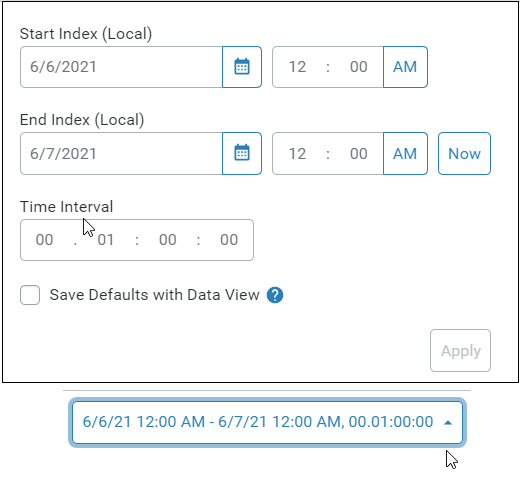 Start Index (Local)
6/6/2021 12 : 00 AM
End Index (Local)
6/7/2021 12 : 00 AM Now
Time Interval
00 . 01 : 00 : 00
Save Defaults with Data View ?
Apply
6/6/21 12:00 AM - 6/7/21 12:00 AM, 00.01:00:00